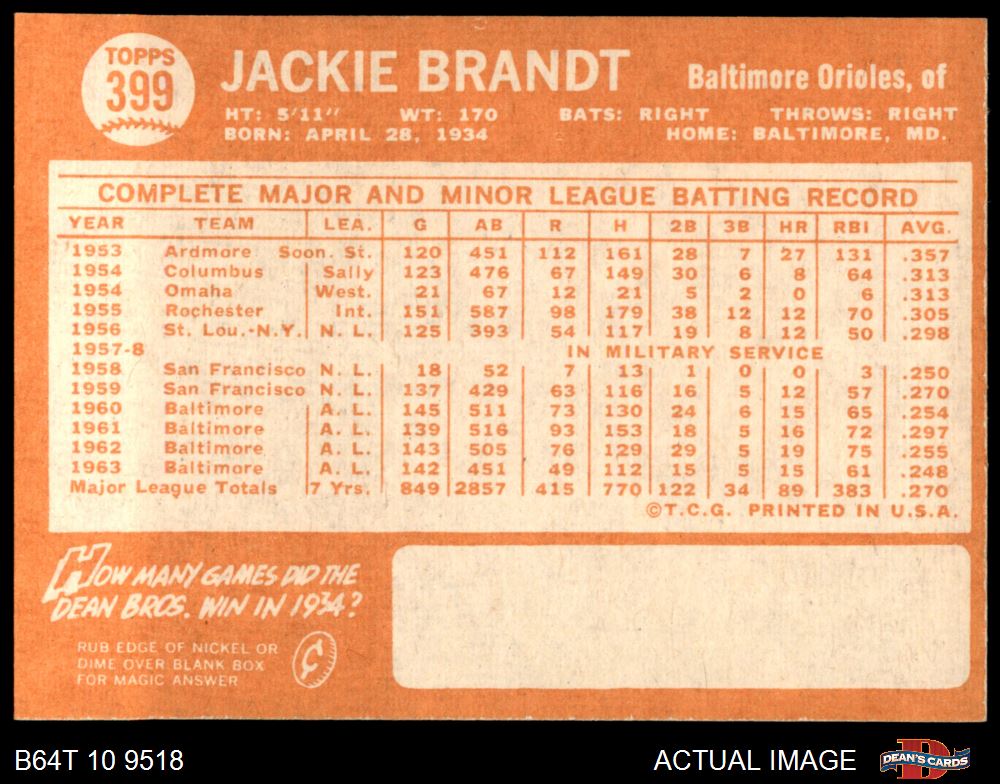 TOPPS
399
JACKIE BRANDT
Baltimore Orioles, of
HT: 5'11" WT: 170 BATS: RIGHT THROWS: RIGHT
BORN: APRIL 28, 1934 HOME: BALTIMORE, MD.
COMPLETE MAJOR AND MINOR LEAGUE BATTING RECORD
YEAR TEAM LEA. G AB R H 2B 3B HR RBI AVG.
1953 Ardmore Soon. St. 120 451 112 161 28 7 27 131 .357
1954 Columbus Sally 123 476 67 149 30 6 8 64 .313
1954 Omaha West. 21 67 12 21 5 2 0 6 .313
1955 Rochester Int. 151 587 98 179 38 12 12 70 .305
1956 St. Lou.-N.Y. N. L. 125 393 54 117 19 8 12 50 .298
1957-8 IN MILITARY SERVICE
1958 San Francisco N. L. 18 52 7 13 1 0 0 3 .250
1959 San Francisco N. L. 137 429 63 116 16 5 12 57 .270
1960 Baltimore A. L. 145 511 73 130 24 6 15 65 .254
1961 Baltimore A. L. 139 516 93 153 18 5 16 72 .297
1962 Baltimore A. L. 143 505 76 129 29 5 19 75 .255
1963 Baltimore A. L. 142 451 49 112 15 5 15 61 .248
Major League Totals 7 Yrs. 849 2857 415 770 122 34 89 383 .270
©T.C.G. PRINTED IN U.S.A.
HOW MANY GAMES DID THE
DEAN BROS. WIN IN 1934?
RUB EDGE OF NICKEL OR
DIME OVER BLANK BOX
FOR MAGIC ANSWER
¢
B64T 10 9518 ACTUAL IMAGE
DEAN'S CARDS